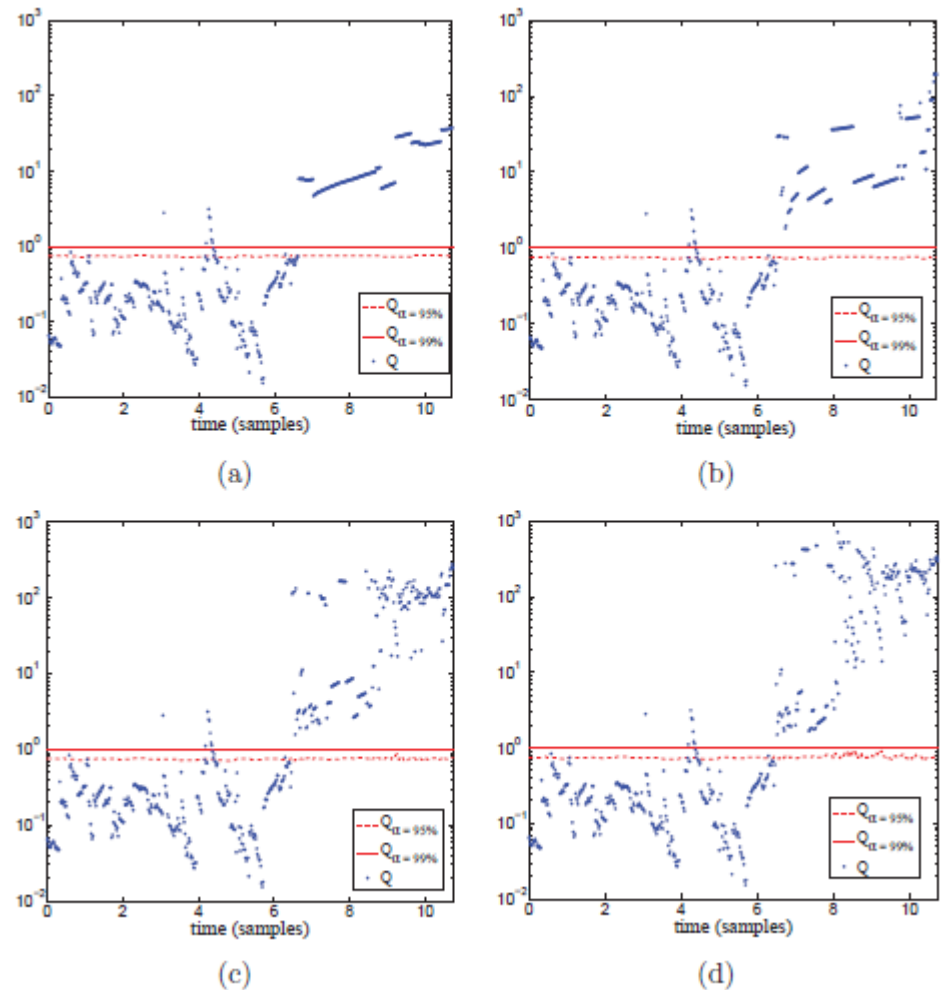 10^3
10^2
10^1
10^0
10^-1
10^-2
0 2 4 6 8 10
time (samples)
Q_α = 95%
Q_α = 99%
Q
(a)
10^3
10^2
10^1
10^0
10^-1
10^-2
0 2 4 6 8 10
time (samples)
Q_α = 95%
Q_α = 99%
Q
(b)
10^3
10^2
10^1
10^0
10^-1
10^-2
0 2 4 6 8 10
time (samples)
Q_α = 95%
Q_α = 99%
Q
(c)
10^3
10^2
10^1
10^0
10^-1
10^-2
0 2 4 6 8 10
time (samples)
Q_α = 95%
Q_α = 99%
Q
(d)